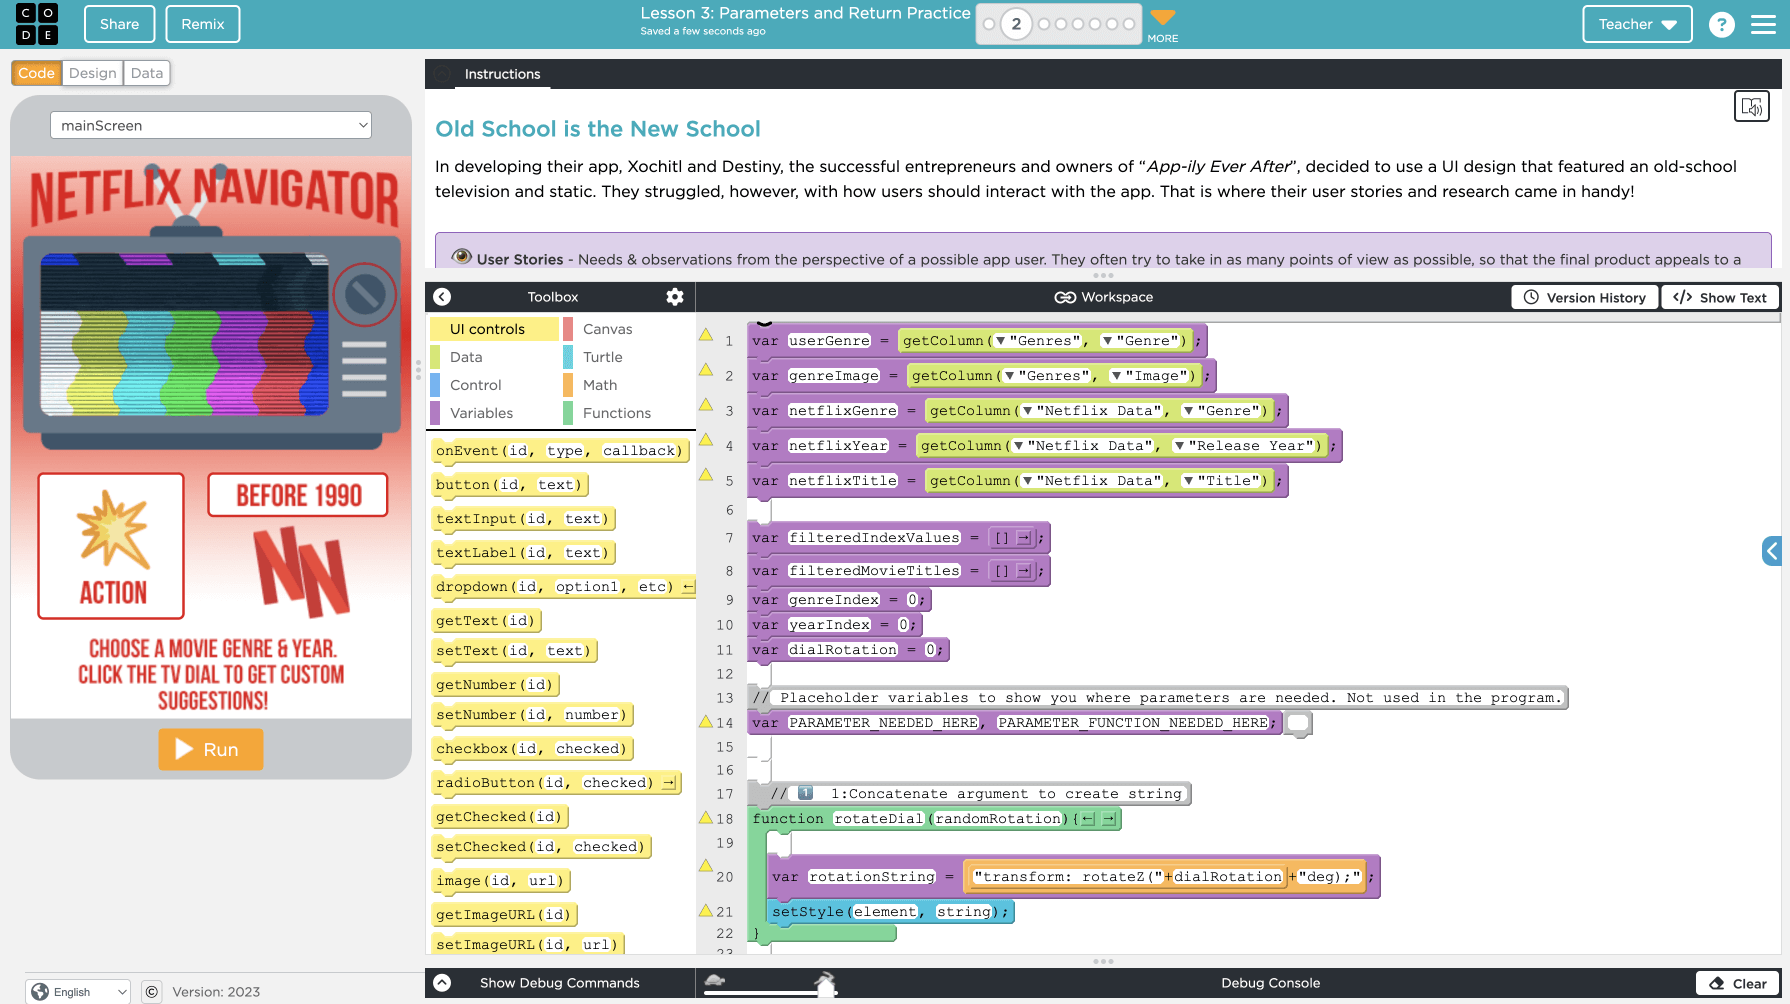 C O D E
Share
Remix
Lesson 3: Parameters and Return Practice
Saved a few seconds ago
2
MORE
Teacher
?
Code
Design
Data
mainScreen
NETFLIX NAVIGATOR
ACTION
BEFORE 1990
CHOOSE A MOVIE GENRE & YEAR.
CLICK THE TV DIAL TO GET CUSTOM
SUGGESTIONS!
Run
English
©
Version: 2023
Instructions
Old School is the New School
In developing their app, Xochitl and Destiny, the successful entrepreneurs and owners of “App-ily Ever After”, decided to use a UI design that featured an old-school
television and static. They struggled, however, with how users should interact with the app. That is where their user stories and research came in handy!
User Stories - Needs & observations from the perspective of a possible app user. They often try to take in as many points of view as possible, so that the final product appeals to a
Toolbox
Workspace
Version History
</> Show Text
UI controls
Canvas
Data
Turtle
Control
Math
Variables
Functions
onEvent(id, type, callback)
button(id, text)
textInput(id, text)
textLabel(id, text)
dropdown(id, option1, etc) ←
getText(id)
setText(id, text)
getNumber(id)
setNumber(id, number)
checkbox(id, checked)
radioButton(id, checked) →
getChecked(id)
setChecked(id, checked)
image(id, url)
getImageURL(id)
setImageURL(id, url)
1 var userGenre = getColumn(▼"Genres", ▼"Genre");
2 var genreImage = getColumn(▼"Genres", ▼"Image");
3 var netflixGenre = getColumn(▼"Netflix Data", ▼"Genre");
4 var netflixYear = getColumn(▼"Netflix Data", ▼"Release Year");
5 var netflixTitle = getColumn(▼"Netflix Data", ▼"Title");
6
7 var filteredIndexValues = [] →;
8 var filteredMovieTitles = [] →;
9 var genreIndex = 0;
10 var yearIndex = 0;
11 var dialRotation = 0;
12
13 // Placeholder variables to show you where parameters are needed. Not used in the program.
14 var PARAMETER_NEEDED_HERE, PARAMETER_FUNCTION_NEEDED_HERE;
15
16
17 // 1️⃣ 1:Concatenate argument to create string
18 function rotateDial(randomRotation){← →
19
20 var rotationString = "transform: rotateZ("+dialRotation+"deg);";
21 setStyle(element, string);
22 }
23
Show Debug Commands
Debug Console
Clear